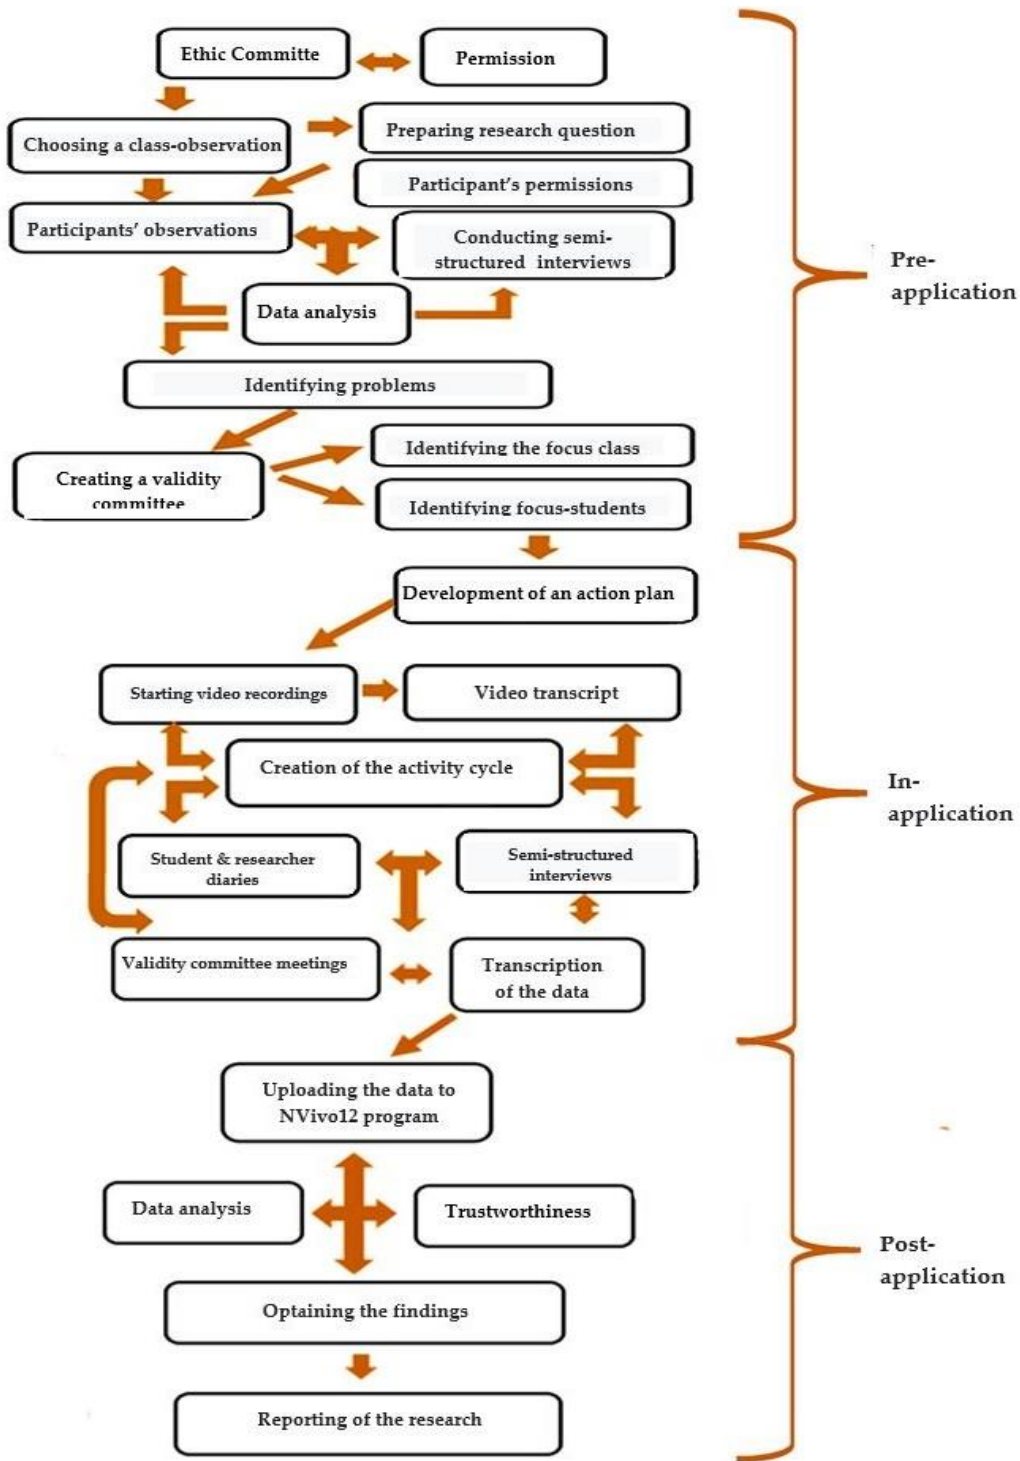 Ethic Committe
Permission
Choosing a class-observation
Preparing research question
Participant's permissions
Participants' observations
Conducting semi-
structured interviews
Data analysis
Identifying problems
Creating a validity
committee
Identifying the focus class
Identifying focus-students
Pre-
application
Development of an action plan
Starting video recordings
Video transcript
Creation of the activity cycle
Student & researcher
diaries
Semi-structured
interviews
Validity committee meetings
Transcription
of the data
In-
application
Uploading the data to
NVivo12 program
Data analysis
Trustworthiness
Optaining the findings
Reporting of the research
Post-
application